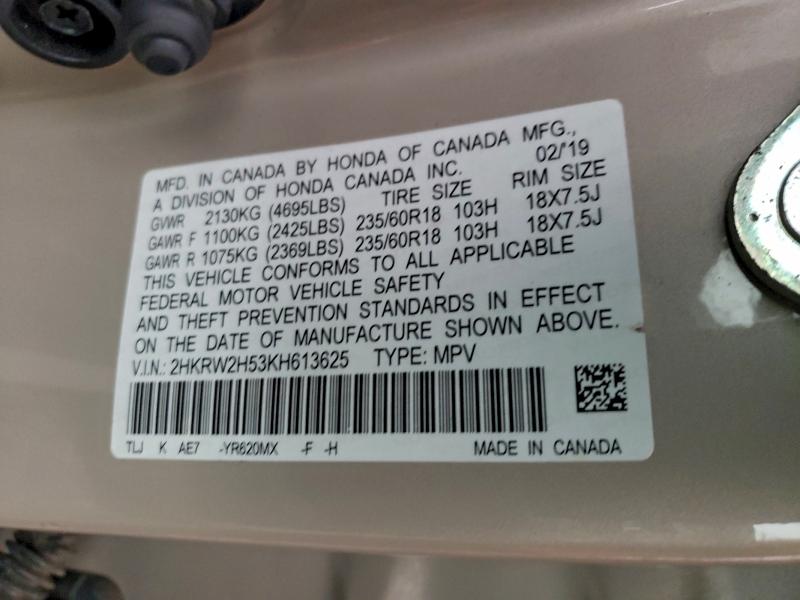 MFD. IN CANADA BY HONDA OF CANADA MFG.,
A DIVISION OF HONDA CANADA INC. 02/'19
GVWR 2130KG (4695LBS) TIRE SIZE RIM SIZE
GAWR F 1100KG (2425LBS) 235/60R18 103H 18X7.5J
GAWR R 1075KG (2369LBS) 235/60R18 103H 18X7.5J
THIS VEHICLE CONFORMS TO ALL APPLICABLE
FEDERAL MOTOR VEHICLE SAFETY
AND THEFT PREVENTION STANDARDS IN EFFECT
ON THE DATE OF MANUFACTURE SHOWN ABOVE.
V.I.N.: 2HKRW2H53KH613625 TYPE: MPV
TLJ K AE7 -YR620MX -F -H MADE IN CANADA